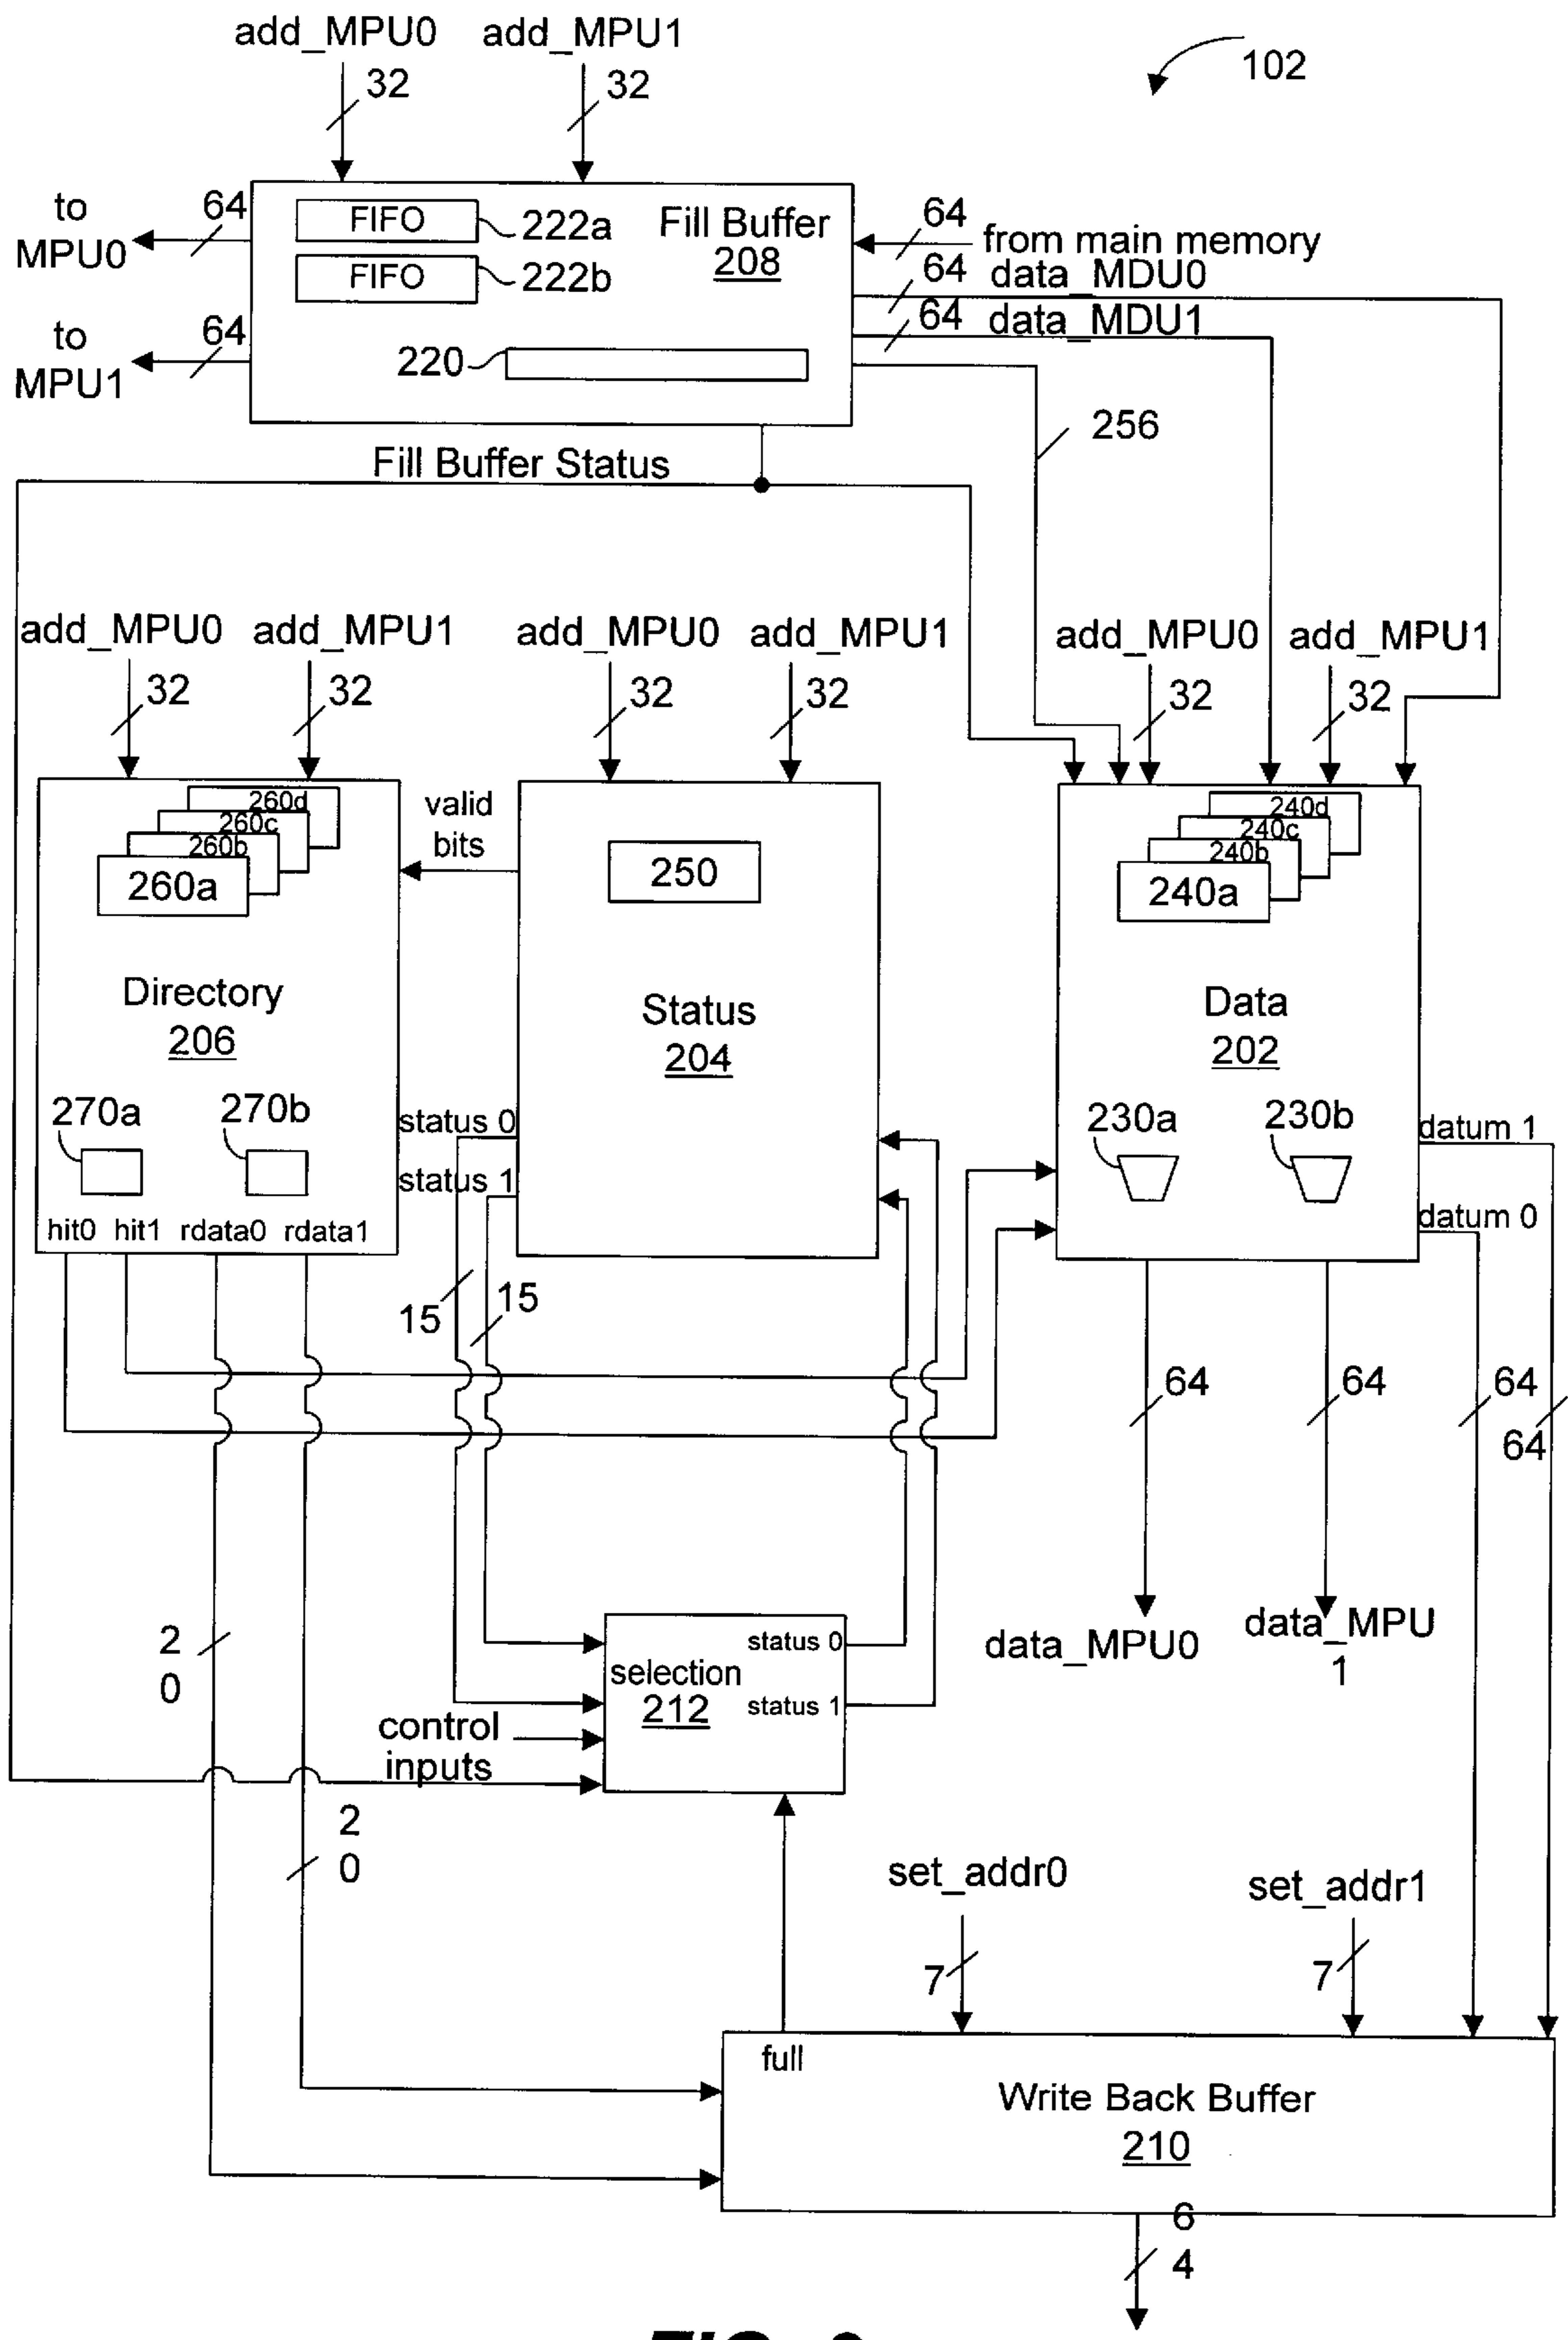 add_MPU0 add_MPU1
102
32 32
to
MPU0
64
FIFO
222a
Fill Buffer
208
64
from main memory
FIFO
222b
64 data_MDU0
64 data_MDU1
to
MPU1
64
220
256
Fill Buffer Status
add_MPU0 add_MPU1 add_MPU0 add_MPU1 add_MPU0 add_MPU1
32 32 32 32 32 32
260d
260c
260b
260a
valid
bits
250
240d
240c
240b
240a
Directory
206
Status
204
Data
202
270a 270b
status 0
status 1
230a 230b
datum 1
datum 0
hit0 hit1 rdata0 rdata1
15 15
64 64 64
64
2
0
status 0
selection
212
status 1
data_MPU0
data_MPU
1
control
inputs
2
0
set_addr0 set_addr1
7 7
full
Write Back Buffer
210
6
4